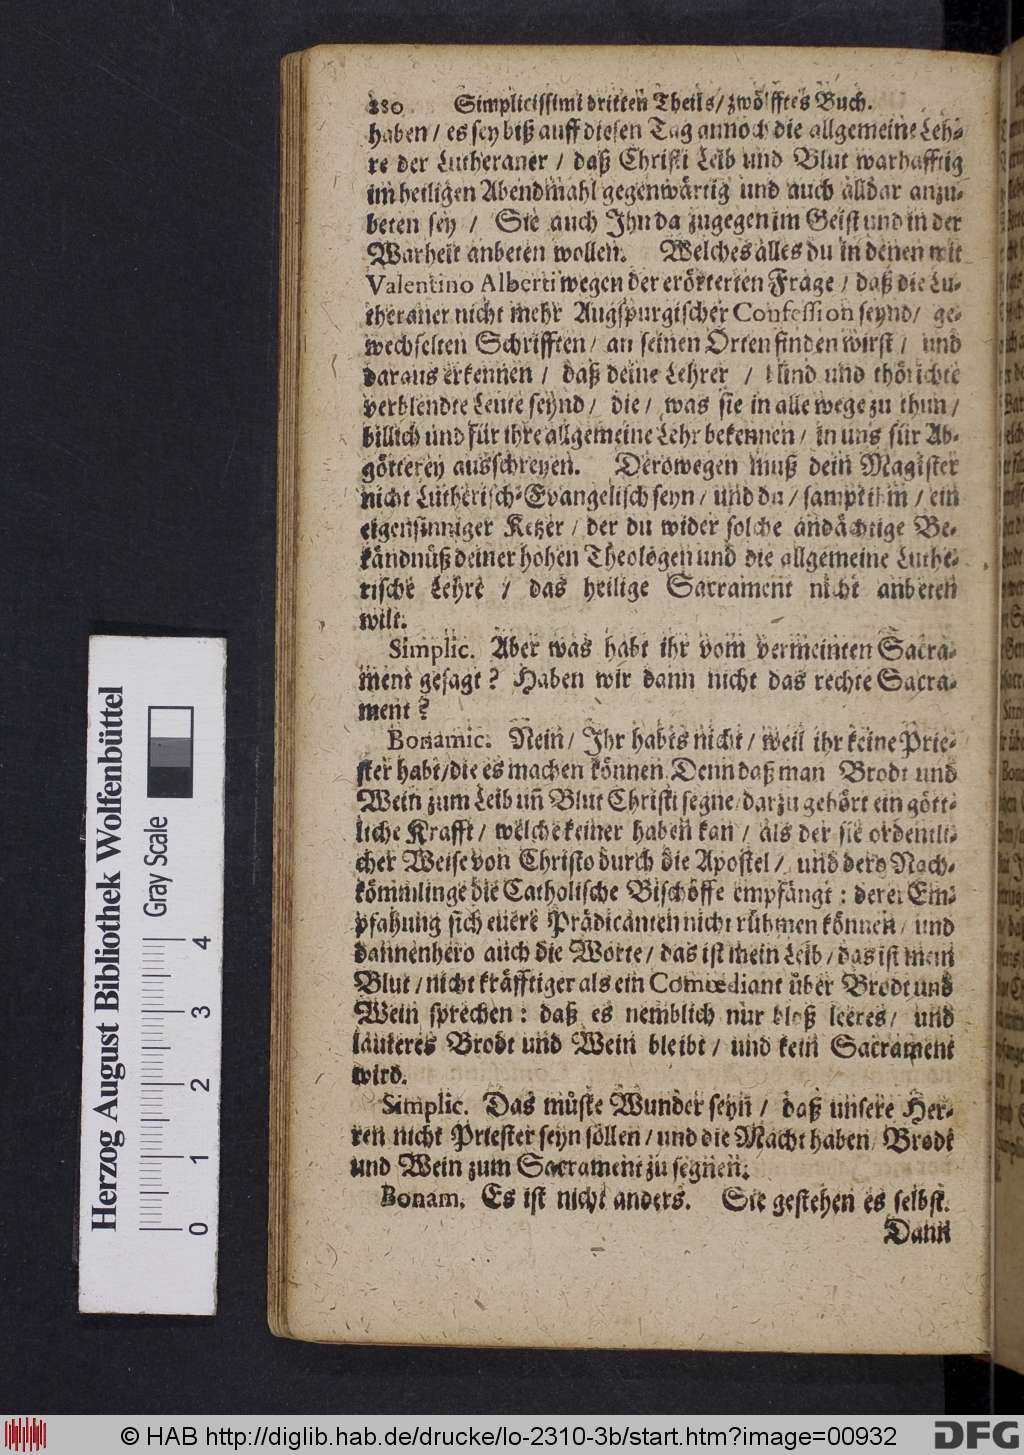 280 Simplicissimi dritten Theils/ zwölfftes Buch.
haben / es sey biß auff diesen Tag annoch die allgemeine Leh-
re der Lutheraner / daß Christi Leib und Blut warhafftig
im heiligen Abendmahl gegenwärtig und auch alldar anzu-
beten sey / Sie auch Ihn da zugegen im Geist und in der
Warheit anbeten wollen. Welches alles du in denen mit
Valentino Alberti wegen der erörterten Frage / daß die Lu-
theraner nicht mehr Augspurgischer Confession seynd/ ge-
wechselten Schrifften / an seinen Orten finden wirst / und
daraus erkennen / daß deine Lehrer / blind und thörichte
verblendte Leute seynd / die / was sie in alle wege zu thun /
billich und für ihre allgemeine Lehr bekennen / in uns für Ab-
götterey ausschreyen. Derowegen muß dein Magister
nicht Lutherisch-Evangelisch seyn / und du / sampt ihm / ein
eigensinniger Ketzer / der du wider solche andächtige Be-
kändnüß deiner hohen Theologen und die allgemeine Luthe-
rische Lehre / das heilige Sacrament nicht anbeten
wilt.
Simplic. Aber was habt ihr vom vermeinten Sacra-
ment gesagt ? Haben wir dann nicht das rechte Sacra-
ment ?
Bonamic. Nein / Ihr habts nicht / weil ihr keine Prie-
ster habt/die es machen können. Denn daß man Brodt und
Wein zum Leib uñ Blut Christi segne/ darzu gehört ein gött-
liche Krafft / welche keiner haben kan / als der sie ordentli-
cher Weise von Christo durch die Apostel / und dero Nach-
kömmlinge die Catholische Bischöffe empfängt : derer Em-
pfahung sich euere Prädicanten nicht rühmen können / und
dannenhero auch die Worte / das ist mein Leib / das ist mein
Blut / nicht kräfftiger als ein Comœdiant über Brodt und
Wein sprechen : daß es nemblich nur bloß leeres / und
lauteres Brodt und Wein bleibt / und kein Sacrament
wird.
Simplic. Das müste Wunder seyn / daß unsere Her-
ren nicht Priester seyn sollen / und die Macht haben Brodt
und Wein zum Sacrament zu segnen.
Bonam. Es ist nicht anders. Sie gestehen es selbst.
Dann
Herzog August Bibliothek Wolfenbüttel
Gray Scale
0 1 2 3 4
© HAB http://diglib.hab.de/drucke/lo-2310-3b/start.htm?image=00932
DFG